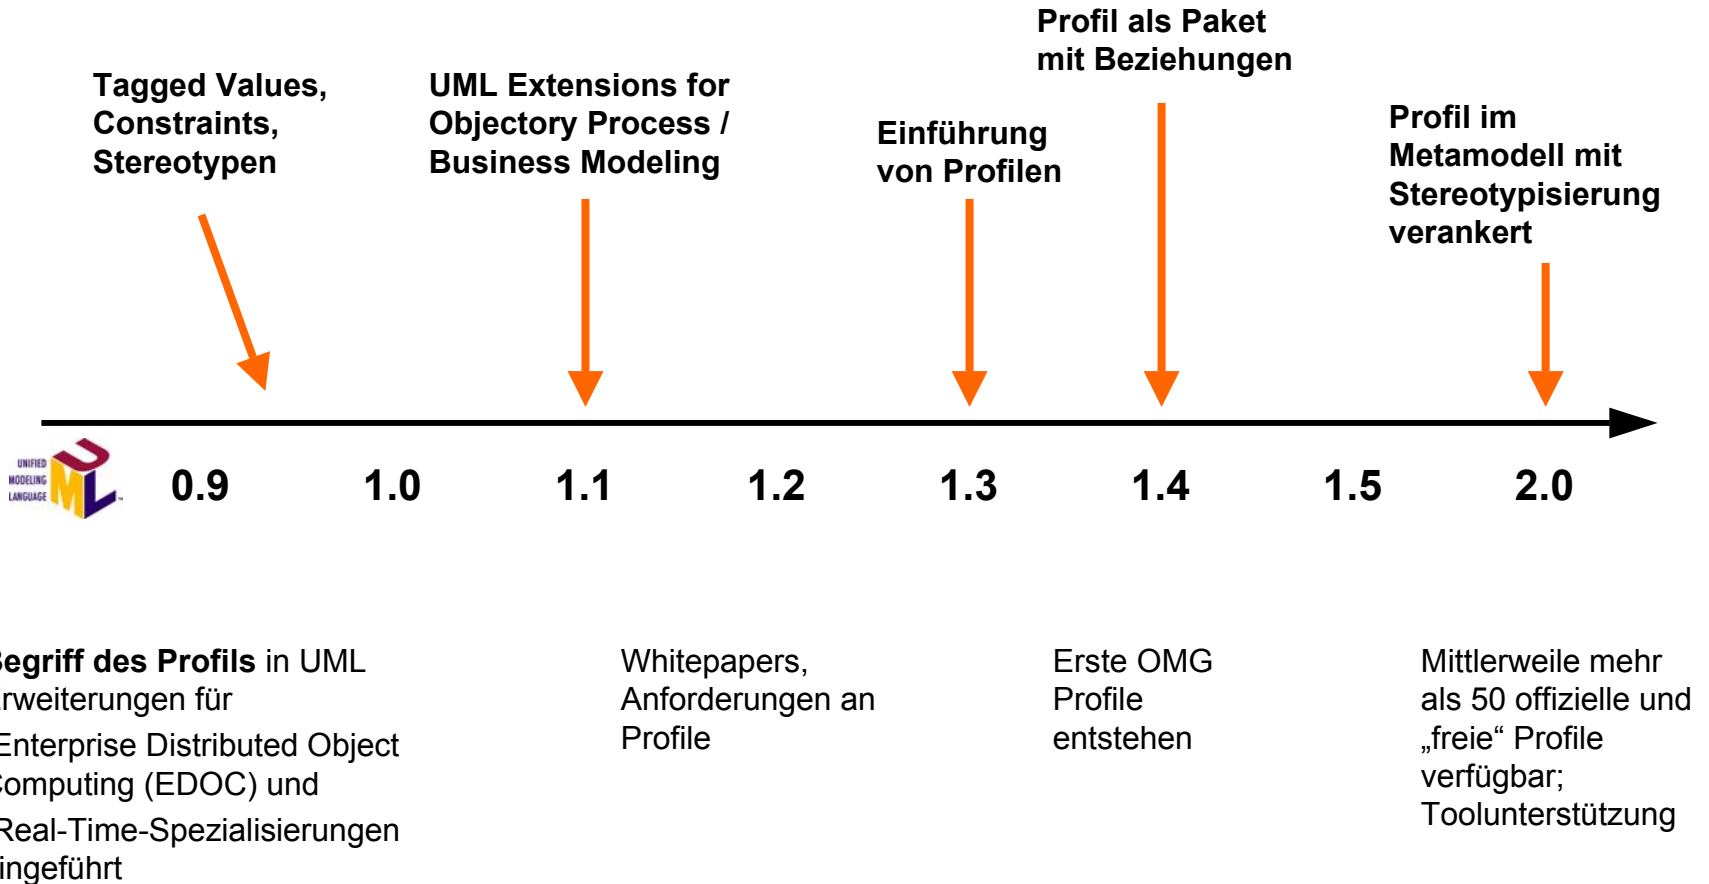 Profil als Paket
mit Beziehungen
Tagged Values,
Constraints,
Stereotypen
UML Extensions for
Objectory Process /
Business Modeling
Einführung
von Profilen
Profil im
Metamodell mit
Stereotypisierung
verankert
UNIFIED
MODELING
LANGUAGE
UML
0.9 1.0 1.1 1.2 1.3 1.4 1.5 2.0
egriff des Profils in UML
rweiterungen für
Enterprise Distributed Object
omputing (EDOC) und
Real-Time-Spezialisierungen
ingeführt
Whitepapers,
Anforderungen an
Profile
Erste OMG
Profile
entstehen
Mittlerweile mehr
als 50 offizielle und
„freie“ Profile
verfügbar;
Toolunterstützung